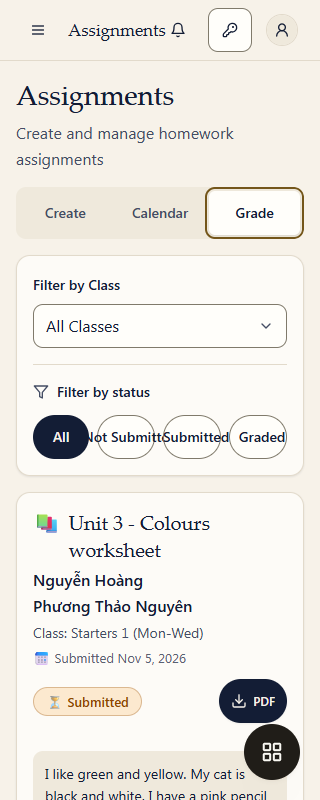 Assignments
Assignments
Create and manage homework
assignments
Create Calendar Grade
Filter by Class
All Classes
Filter by status
All Not Submitt Submitted Graded
Unit 3 - Colours
worksheet
Nguyễn Hoàng
Phương Thảo Nguyên
Class: Starters 1 (Mon-Wed)
Submitted Nov 5, 2026
Submitted PDF
I like green and yellow. My cat is
black and white. I have a pink pencil